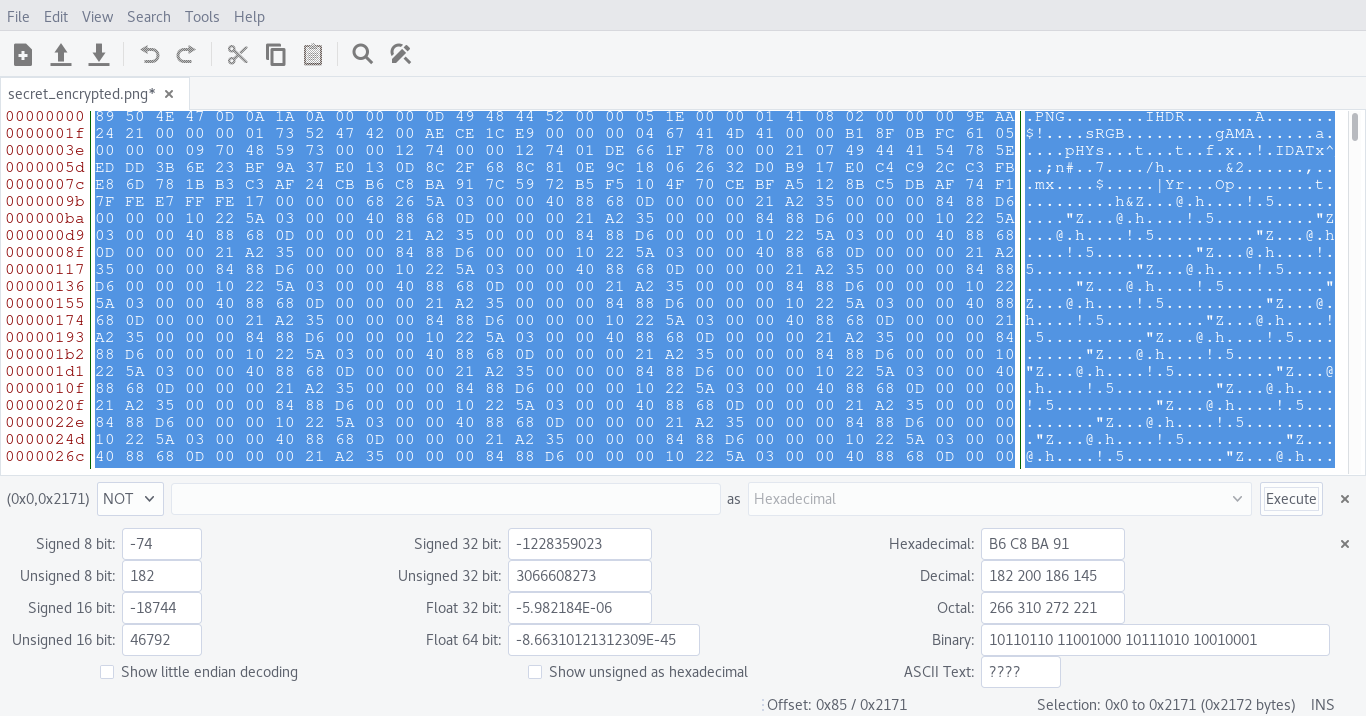 File Edit View Search Tools Help
secret_encrypted.png*
00000000 89 50 4E 47 0D 0A 1A 0A 00 00 00 0D 49 48 44 52 00 00 05 1E 00 00 01 41 08 02 00 00 00 9E AA .PNG........IHDR.......A.......
0000001f 24 21 00 00 00 01 73 52 47 42 00 AE CE 1C E9 00 00 00 04 67 41 4D 41 00 00 B1 8F 0B FC 61 05 $!....sRGB.........gAMA......a.
0000003e 00 00 00 09 70 48 59 73 00 00 12 74 00 00 12 74 01 DE 66 1F 78 00 00 21 07 49 44 41 54 78 5E ....pHYs...t...t..f.x..!.IDATx^
0000005d ED DD 3B 6E 23 BF 9A 37 E0 13 0D 8C 2F 68 8C 81 0E 9C 18 06 26 32 D0 B9 17 E0 C4 C9 2C C3 FB ..;n#..7..../h......&2......,..
0000007c E8 6D 78 1B B3 C3 AF 24 CB B6 C8 BA 91 7C 59 72 B5 F5 10 4F 70 CE BF A5 12 8B C5 DB AF 74 F1 .mx....$.....|Yr...Op........t.
0000009b 7F FE E7 FF FE 17 00 00 00 68 26 5A 03 00 00 40 88 68 0D 00 00 00 21 A2 35 00 00 00 84 88 D6 .........h&Z...@.h....!.5......
000000ba 00 00 00 10 22 5A 03 00 00 40 88 68 0D 00 00 00 21 A2 35 00 00 00 84 88 D6 00 00 00 10 22 5A ...."Z...@.h....!.5.........."Z
000000d9 03 00 00 40 88 68 0D 00 00 00 21 A2 35 00 00 00 84 88 D6 00 00 00 10 22 5A 03 00 00 40 88 68 ...@.h....!.5.........."Z...@.h
000000f8 0D 00 00 00 21 A2 35 00 00 00 84 88 D6 00 00 00 10 22 5A 03 00 00 40 88 68 0D 00 00 00 21 A2 ....!.5.........."Z...@.h....!.
00000117 35 00 00 00 84 88 D6 00 00 00 10 22 5A 03 00 00 40 88 68 0D 00 00 00 21 A2 35 00 00 00 84 88 5.........."Z...@.h....!.5.....
00000136 D6 00 00 00 10 22 5A 03 00 00 40 88 68 0D 00 00 00 21 A2 35 00 00 00 84 88 D6 00 00 00 10 22 ....."Z...@.h....!.5.........."
00000155 5A 03 00 00 40 88 68 0D 00 00 00 21 A2 35 00 00 00 84 88 D6 00 00 00 10 22 5A 03 00 00 40 88 Z...@.h....!.5.........."Z...@.
00000174 68 0D 00 00 00 21 A2 35 00 00 00 84 88 D6 00 00 00 10 22 5A 03 00 00 40 88 68 0D 00 00 00 21 h....!.5.........."Z...@.h....!
00000193 A2 35 00 00 00 84 88 D6 00 00 00 10 22 5A 03 00 00 40 88 68 0D 00 00 00 21 A2 35 00 00 00 84 .5.........."Z...@.h....!.5....
000001b2 88 D6 00 00 00 10 22 5A 03 00 00 40 88 68 0D 00 00 00 21 A2 35 00 00 00 84 88 D6 00 00 00 10 ......"Z...@.h....!.5..........
000001d1 22 5A 03 00 00 40 88 68 0D 00 00 00 21 A2 35 00 00 00 84 88 D6 00 00 00 10 22 5A 03 00 00 40 "Z...@.h....!.5.........."Z...@
000001f0 88 68 0D 00 00 00 21 A2 35 00 00 00 84 88 D6 00 00 00 10 22 5A 03 00 00 40 88 68 0D 00 00 00 .h....!.5.........."Z...@.h....
0000020f 21 A2 35 00 00 00 84 88 D6 00 00 00 10 22 5A 03 00 00 40 88 68 0D 00 00 00 21 A2 35 00 00 00 !.5.........."Z...@.h....!.5...
0000022e 84 88 D6 00 00 00 10 22 5A 03 00 00 40 88 68 0D 00 00 00 21 A2 35 00 00 00 84 88 D6 00 00 00 ......."Z...@.h....!.5.........
0000024d 10 22 5A 03 00 00 40 88 68 0D 00 00 00 21 A2 35 00 00 00 84 88 D6 00 00 00 10 22 5A 03 00 00 ."Z...@.h....!.5.........."Z...
0000026c 40 88 68 0D 00 00 00 21 A2 35 00 00 00 84 88 D6 00 00 00 10 22 5A 03 00 00 40 88 68 0D 00 00 @.h....!.5.........."Z...@.h...
(0x0,0x2171) NOT as Hexadecimal Execute
Signed 8 bit: -74 Signed 32 bit: -1228359023 Hexadecimal: B6 C8 BA 91
Unsigned 8 bit: 182 Unsigned 32 bit: 3066608273 Decimal: 182 200 186 145
Signed 16 bit: -18744 Float 32 bit: -5.982184E-06 Octal: 266 310 272 221
Unsigned 16 bit: 46792 Float 64 bit: -8.66310121312309E-45 Binary: 10110110 11001000 10111010 10010001
Show little endian decoding Show unsigned as hexadecimal ASCII Text: ????
Offset: 0x85 / 0x2171 Selection: 0x0 to 0x2171 (0x2172 bytes) INS